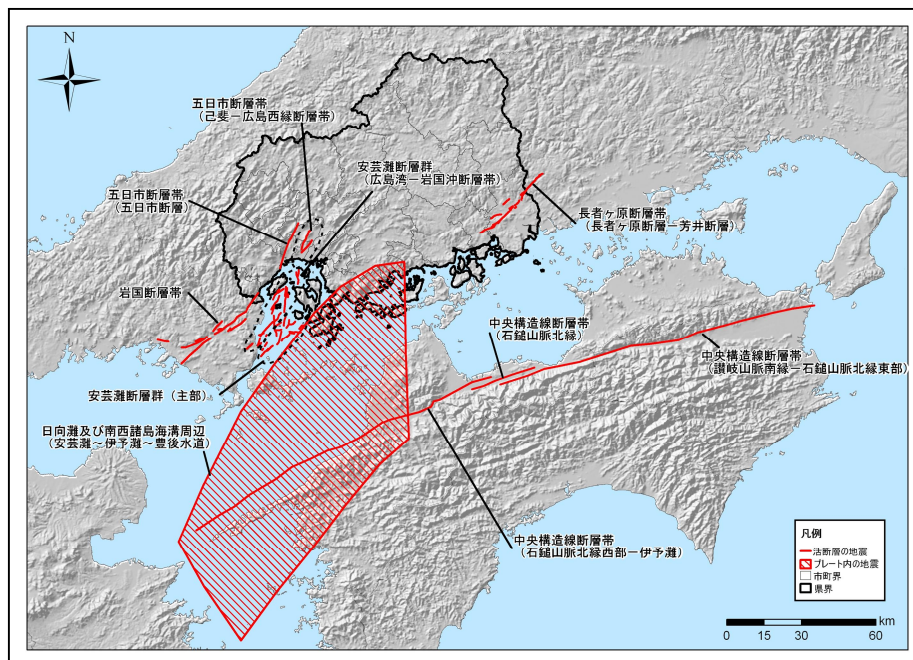 N
五日市断層帯
（己斐－広島西縁断層帯）
安芸灘断層群
（広島湾－岩国沖断層帯）
五日市断層帯
（五日市断層）
長者ヶ原断層帯
（長者ヶ原断層－芳井断層）
岩国断層帯
中央構造線断層帯
（石鎚山脈北縁）
中央構造線断層帯
（讃岐山脈南縁－石鎚山脈北縁東部）
安芸灘断層群（主部）
日向灘及び南西諸島海溝周辺
（安芸灘～伊予灘～豊後水道）
中央構造線断層帯
（石鎚山脈北縁西部－伊予灘）
凡例
活断層の地震
プレート内の地震
市町界
県界
km
0 15 30 60